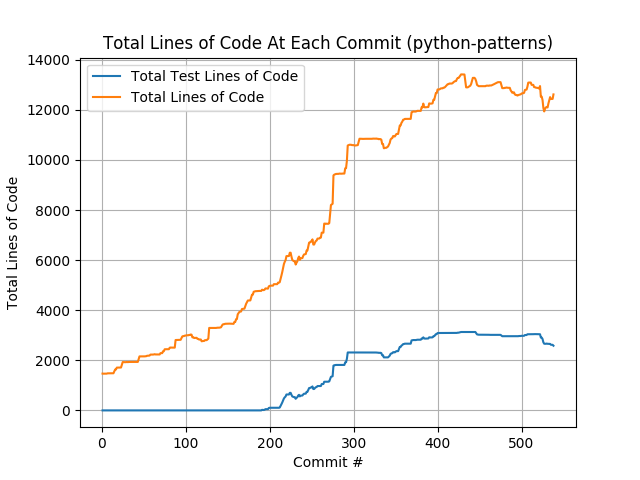 Total Lines of Code At Each Commit (python-patterns)
Total Test Lines of Code
Total Lines of Code
Total Lines of Code
14000
12000
10000
8000
6000
4000
2000
0
0 100 200 300 400 500
Commit #